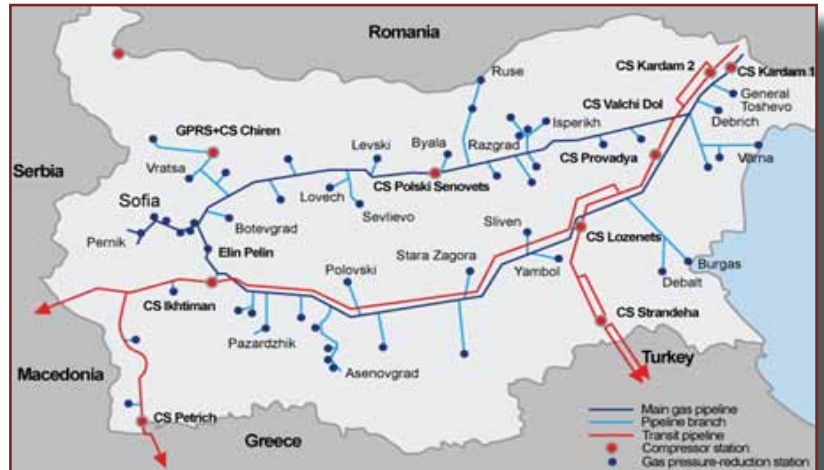 Romania
CS Kardam 2
CS Kardam 1
Ruse
General
Toshevo
CS Valchi Dol
Debrich
GPRS+CS Chiren
Isperikh
Levski
Byala
Razgrad
CS Provadya
Varna
Vratsa
Serbia
CS Polski Senovets
Lovech
Sofia
Sevlievo
Botevgrad
Sliven
CS Lozenets
Pernik
Elin Pelin
Stara Zagora
Yambol
Burgas
Polovski
Debalt
CS Ikhtiman
CS Strandeha
Pazardzhik
Turkey
Macedonia
Asenovgrad
CS Petrich
Greece
Main gas pipeline
Pipeline branch
Transit pipeline
Compressor station
Gas pressure-reduction station